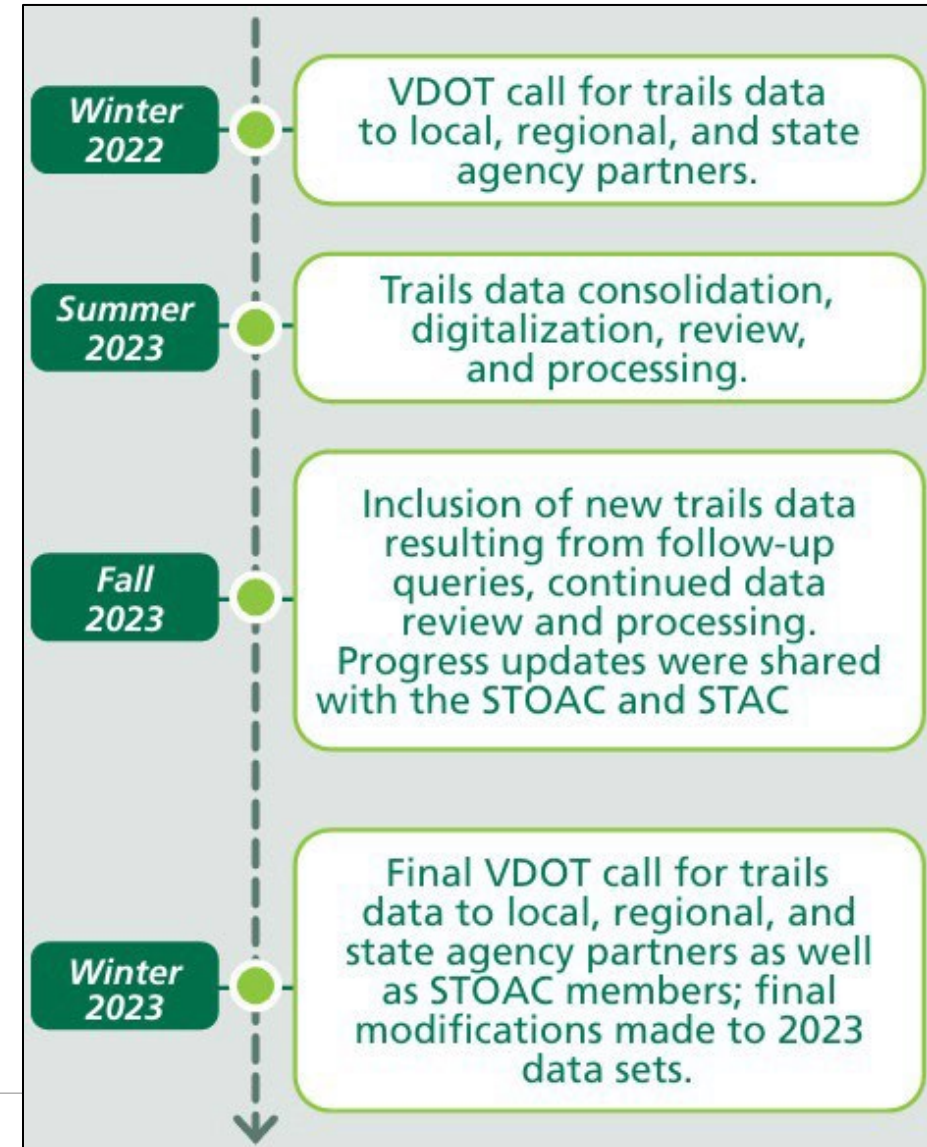 Winter
2022
VDOT call for trails data
to local, regional, and state
agency partners.
Summer
2023
Trails data consolidation,
digitalization, review,
and processing.
Fall
2023
Inclusion of new trails data
resulting from follow-up
queries, continued data
review and processing.
Progress updates were shared
with the STOAC and STAC
Winter
2023
Final VDOT call for trails
data to local, regional, and
state agency partners as well
as STOAC members; final
modifications made to 2023
data sets.